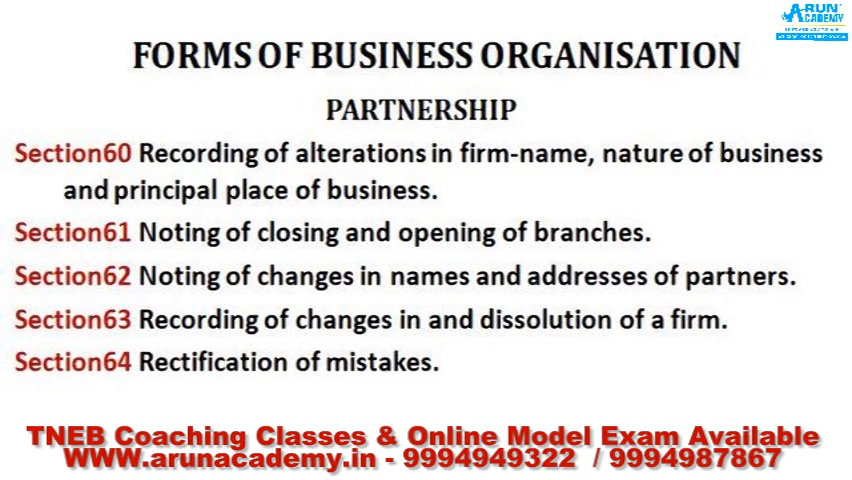 ARUN
ACADEMY
FORMS OF BUSINESS ORGANISATION
PARTNERSHIP
Section60 Recording of alterations in firm-name, nature of business
and principal place of business.
Section61 Noting of closing and opening of branches.
Section62 Noting of changes in names and addresses of partners.
Section63 Recording of changes in and dissolution of a firm.
Section64 Rectification of mistakes.
TNEB Coaching Classes & Online Model Exam Available
WWW.arunacademy.in - 9994949322 / 9994987867